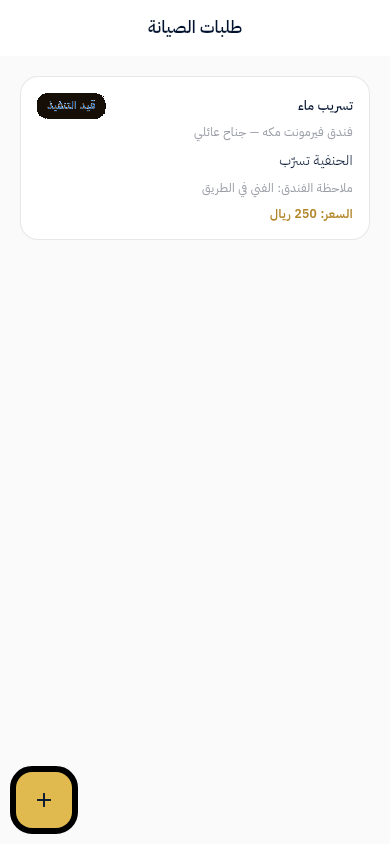 طلبات الصيانة
تسريب ماء
قيد التنفيذ
فندق فيرمونت مكه — جناح عائلي
الحنفية تسرّب
ملاحظة الفندق: الفني في الطريق
السعر: 250 ريال
+